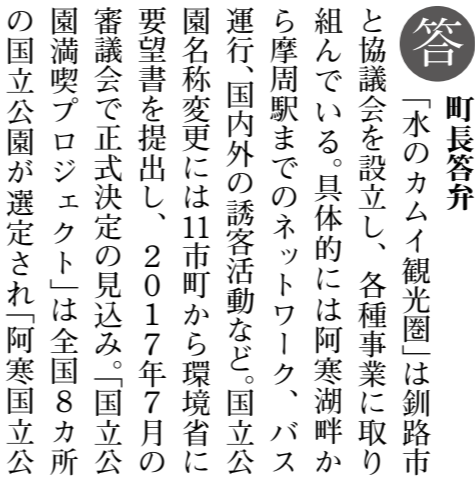 答
町長答弁
「水のカムイ観光圏」は釧路市
と協議会を設立し、各種事業に取り
組んでいる。具体的には阿寒湖畔か
ら摩周駅までのネットワーク、バス
運行、国内外の誘客活動など。国立公
園名称変更には11市町から環境省に
要望書を提出し、2017年7月の
審議会で正式決定の見込み。「国立公
園満喫プロジェクト」は全国8カ所
の国立公園が選定され「阿寒国立公